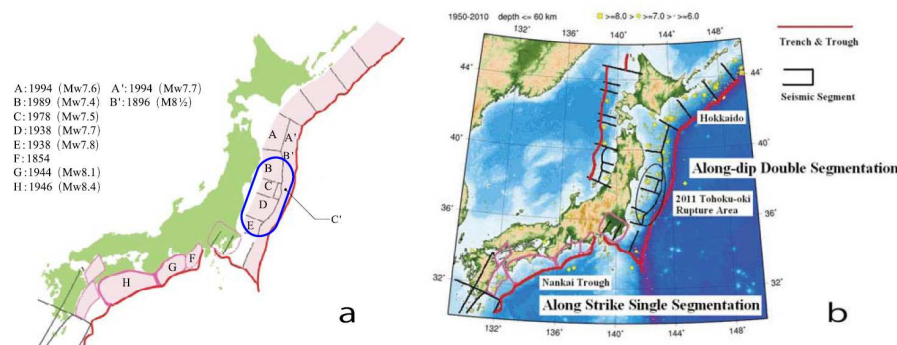 A:1994 (Mw7.6) A':1994 (Mw7.7)
B:1989 (Mw7.4) B':1896 (M8½)
C:1978 (Mw7.5)
D:1938 (Mw7.7)
E:1938 (Mw7.8)
F:1854
G:1944 (Mw8.1)
H:1946 (Mw8.4)
A
A'
B'
B
C
D
E
C'
F
G
H
a
1950-2010 depth <= 60 km
>=8.0 > >=7.0 > >=6.0
132° 136° 140° 144° 148°
Trench & Trough
Seismic Segment
44°
40°
40°
36°
36°
32°
32°
Hokkaido
Along-dip Double Segmentation
2011 Tohoku-oki
Rupture Area
Nankai Trough
Along Strike Single Segmentation
132° 136° 140° 144° 148°
b